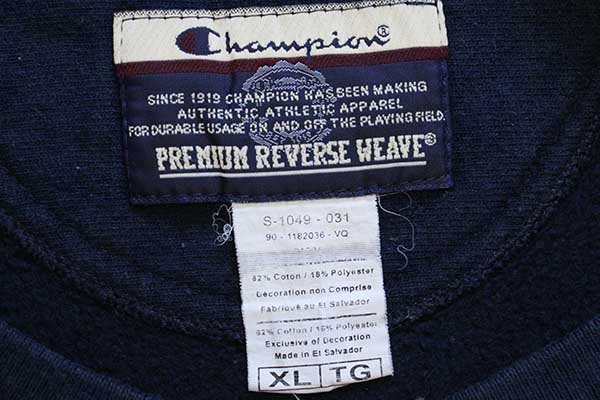 Champion®
SINCE 1919 CHAMPION HAS BEEN MAKING
AUTHENTIC ATHLETIC APPAREL
FOR DURABLE USAGE ON AND OFF THE PLAYING FIELD.
PREMIUM REVERSE WEAVE®
S-1049 - 031
90 - 1182036 - VQ
82% Coton / 18% Polyester
Décoration non Comprise
Fabriqué au El Salvador
82% Cotton / 18% Polyester
Exclusive of Decoration
Made in El Salvador
XL TG